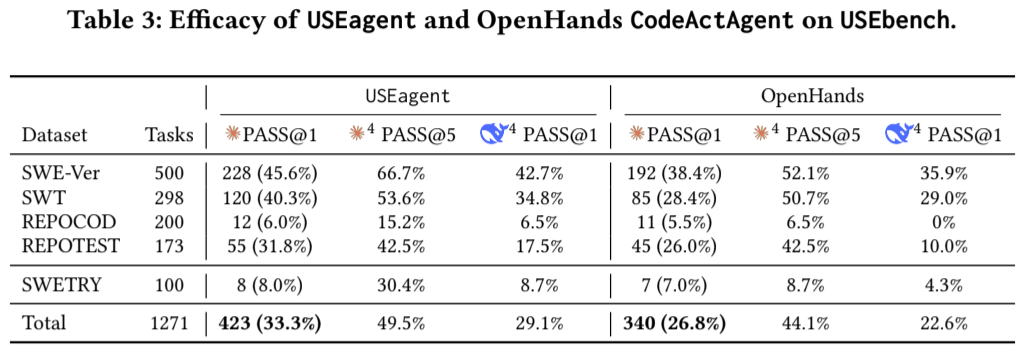 Table 3: Efficacy of USEagent and OpenHands CodeActAgent on USEbench.
USEagent OpenHands
Dataset Tasks PASS@1 4 PASS@5 4 PASS@1 PASS@1 4 PASS@5 4 PASS@1
SWE-Ver 500 228 (45.6%) 66.7% 42.7% 192 (38.4%) 52.1% 35.9%
SWT 298 120 (40.3%) 53.6% 34.8% 85 (28.4%) 50.7% 29.0%
REPOCOD 200 12 (6.0%) 15.2% 6.5% 11 (5.5%) 6.5% 0%
REPOTEST 173 55 (31.8%) 42.5% 17.5% 45 (26.0%) 42.5% 10.0%
SWETRY 100 8 (8.0%) 30.4% 8.7% 7 (7.0%) 8.7% 4.3%
Total 1271 423 (33.3%) 49.5% 29.1% 340 (26.8%) 44.1% 22.6%